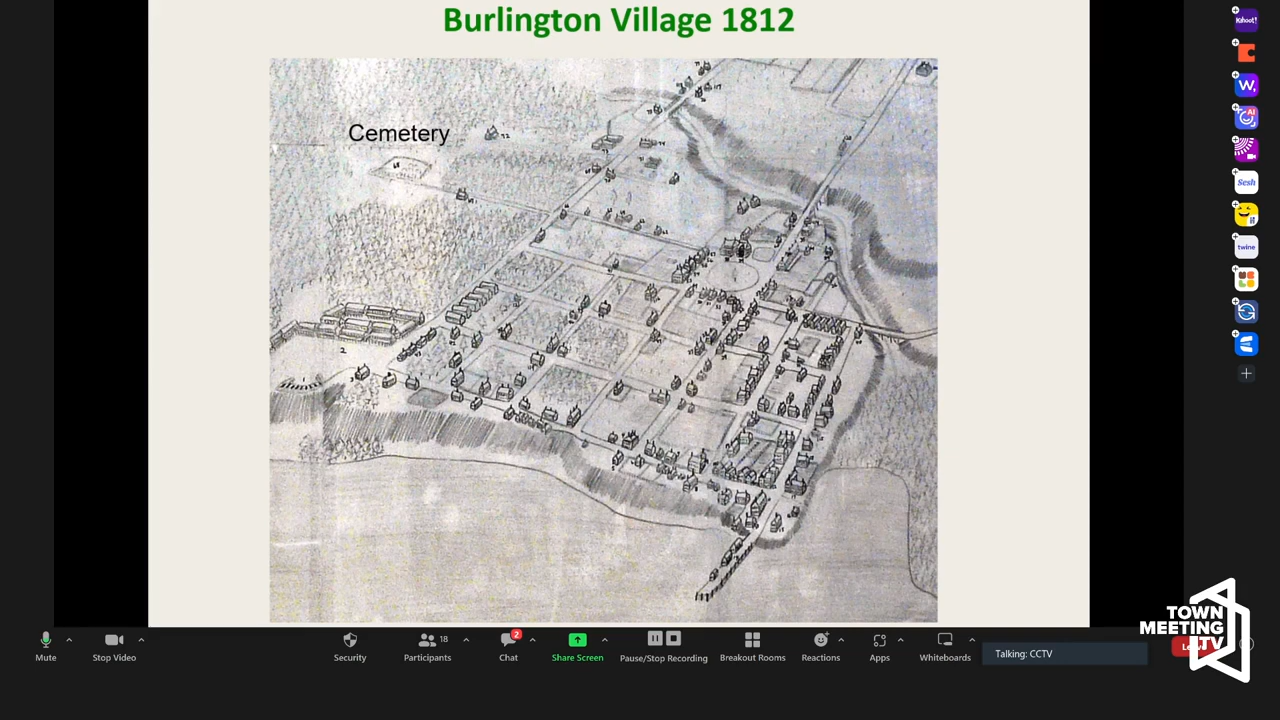 Burlington Village 1812
Cemetery
Kahoot!
W
AI
Sesh
twine
Mute
Stop Video
Security
18
Participants
2
Chat
Share Screen
Pause/Stop Recording
Breakout Rooms
Reactions
Apps
Whiteboards
Talking: CCTV
TOWN
MEETING
TV